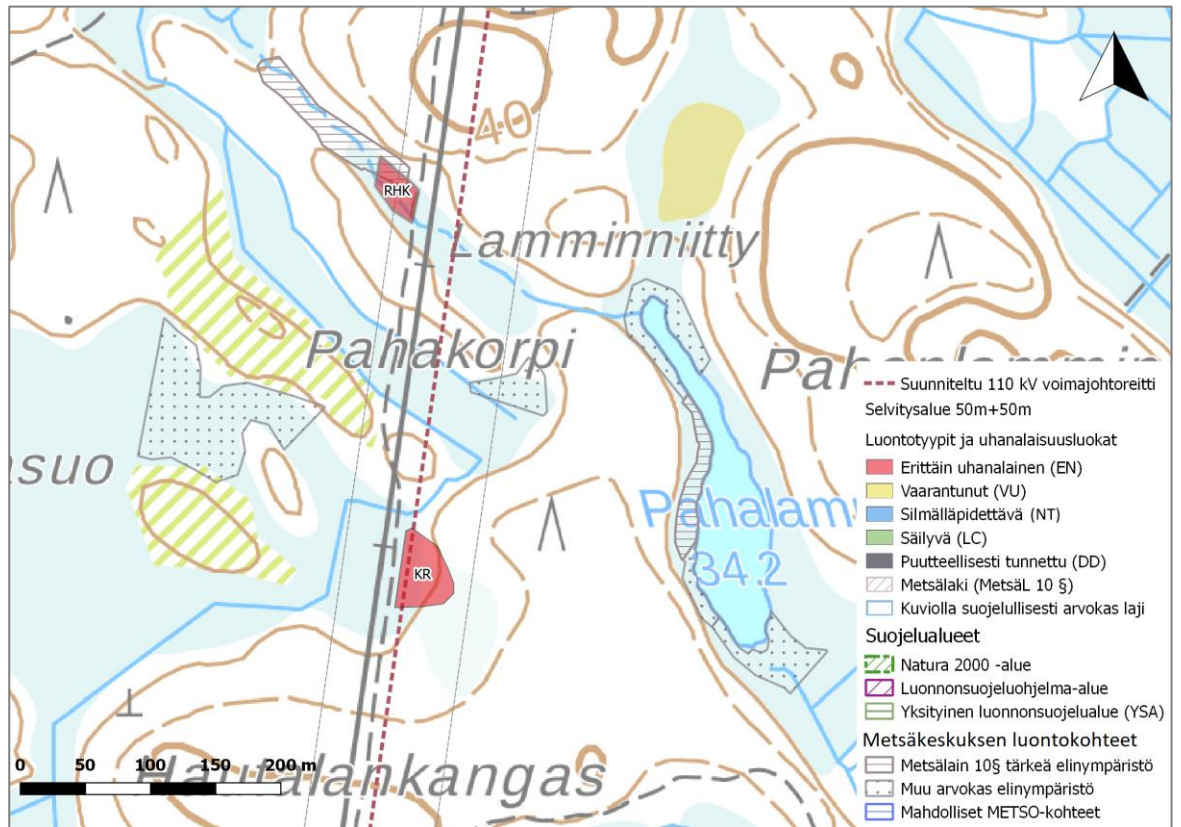 40
RHK
Lamminniitty
Pahakorpi
asuo
KR
Pahalam
34.2
Hautalankangas
0 50 100 150 200 m
Suunniteltu 110 kV voimajohtoreitti
Selvitysalue 50m+50m
Luontotyypit ja uhanalaisuusluokat
Erittäin uhanalainen (EN)
Vaarantunut (VU)
Silmälläpidettävä (NT)
Säilyvä (LC)
Puutteellisesti tunnettu (DD)
Metsälaki (MetsäL 10 §)
Kuviolla suojelullisesti arvokas laji
Suojelualueet
Natura 2000 -alue
Luonnonsuojeluohjelma-alue
Yksityinen luonnonsuojelualue (YSA)
Metsäkeskuksen luontokohteet
Metsälain 10§ tärkeä elinympäristö
Muu arvokas elinympäristö
Mahdolliset METSO-kohteet